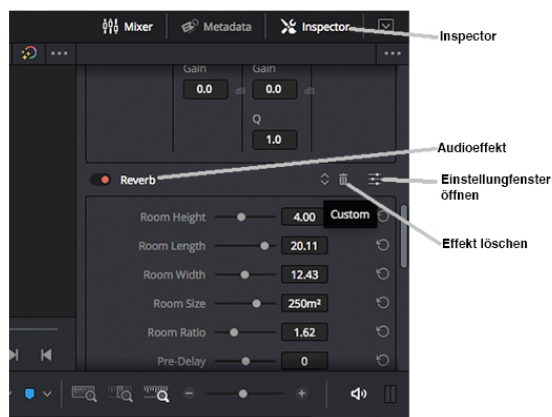 Mixer Metadata Inspector
Inspector
Gain Gain
0.0 dB 0.0 dB
Q
1.0
Audioeffekt
Reverb
Einstellungfenster
öffnen
Custom
Room Height 4.00
Effekt löschen
Room Length 20.11
Room Width 12.43
Room Size 250m²
Room Ratio 1.62
Pre-Delay 0